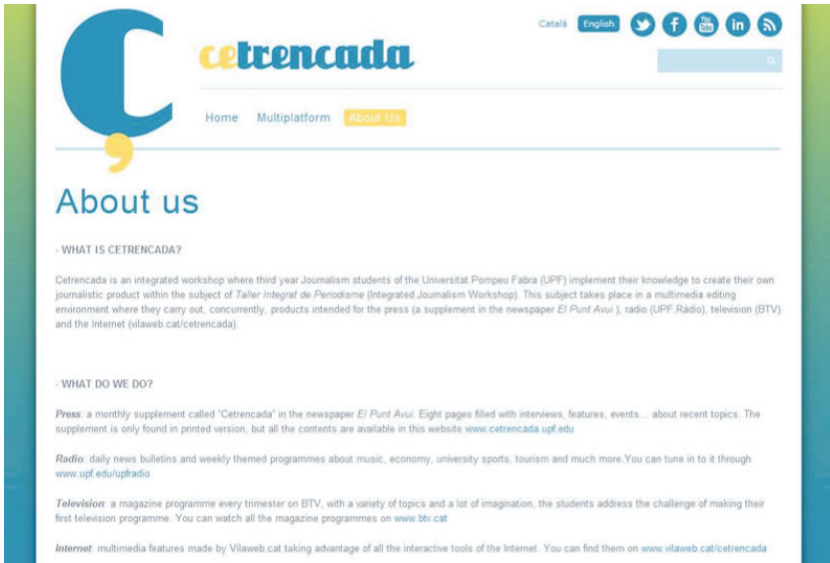 Català English
cetrencada
Home Multiplatform About Us
About us
- WHAT IS CETRENCADA?
Cetrencada is an integrated workshop where third year Journalism students of the Universitat Pompeu Fabra (UPF) implement their knowledge to create their own
journalistic product within the subject of Taller Integrat de Periodisme (Integrated Journalism Workshop). This subject takes place in a multimedia editing
environment where they carry out, concurrently, products intended for the press (a supplement in the newspaper El Punt Avui ), radio (UPF.Ràdio), television (BTV)
and the Internet (vilaweb.cat/cetrencada).
- WHAT DO WE DO?
Press: a monthly supplement called "Cetrencada" in the newspaper El Punt Avui. Eight pages filled with interviews, features, events... about recent topics. The
supplement is only found in printed version, but all the contents are available in this website www.cetrencada.upf.edu
Radio: daily news bulletins and weekly themed programmes about music, economy, university sports, tourism and much more.You can tune in to it through
www.upf.edu/upfradio
Television: a magazine programme every trimester on BTV, with a variety of topics and a lot of imagination, the students address the challenge of making their
first television programme. You can watch all the magazine programmes on www.btv.cat
Internet: multimedia features made by Vilaweb.cat taking advantage of all the interactive tools of the Internet. You can find them on www.vilaweb.cat/cetrencada